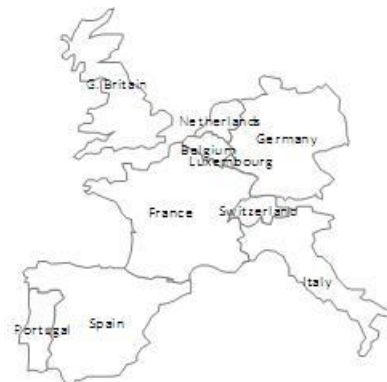 G. Britain
Netherlands
Germany
Belgium
Luxembourg
France
Switzerland
Italy
Portugal
Spain